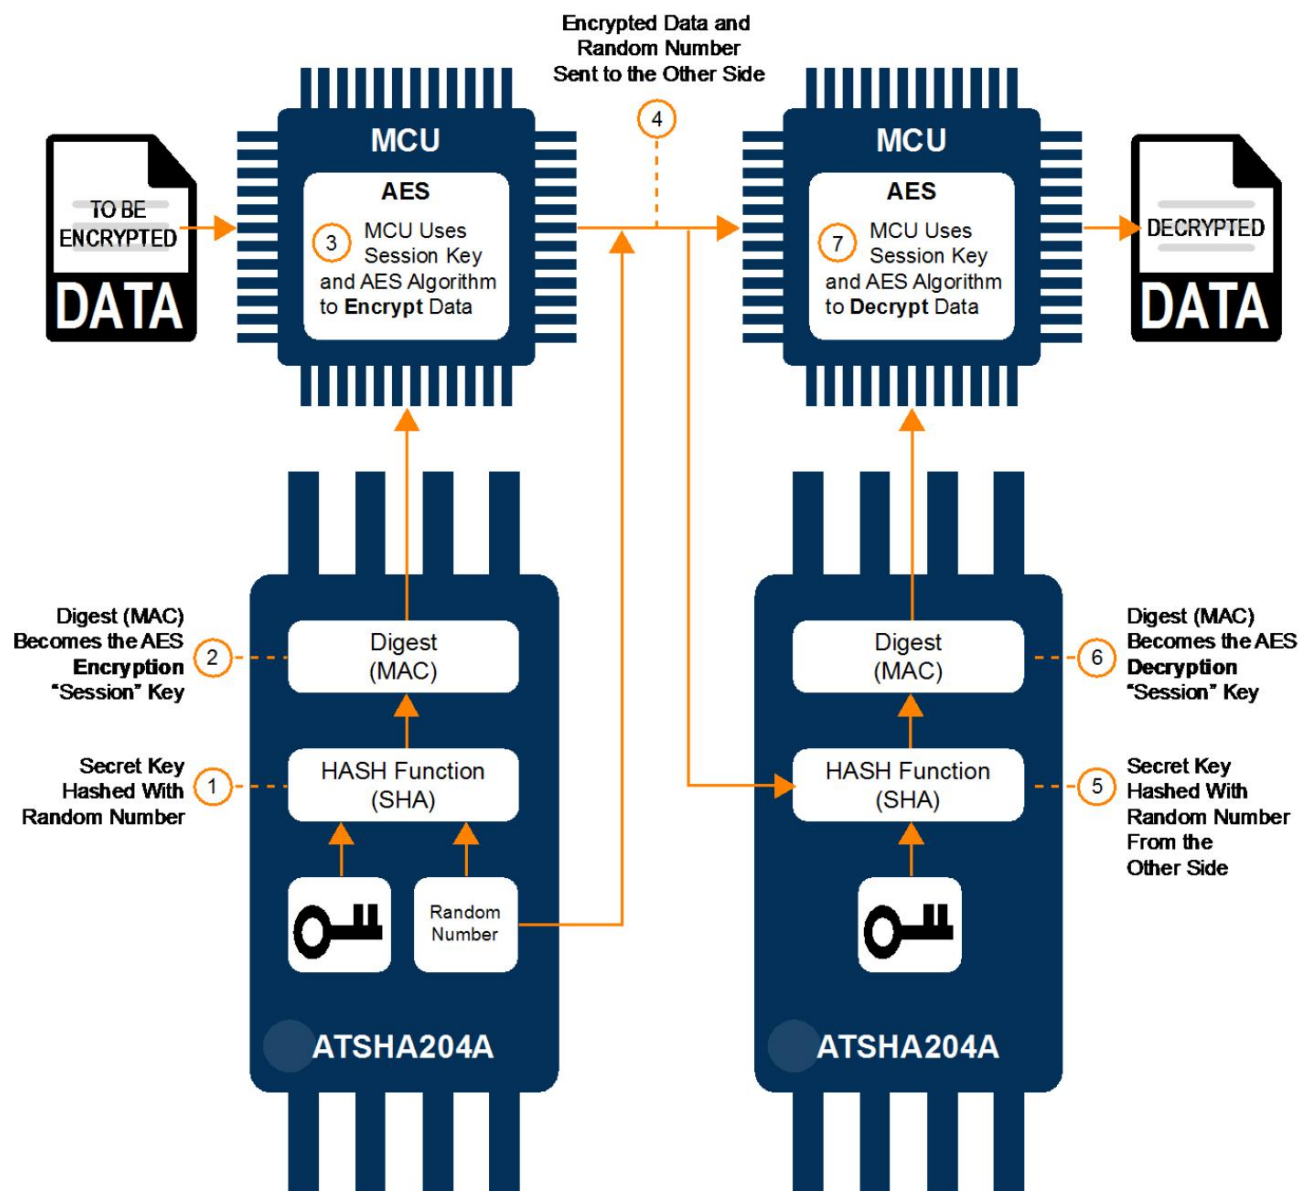 Encrypted Data and
Random Number
Sent to the Other Side
4
TO BE
ENCRYPTED
DATA
MCU
AES
3 MCU Uses
Session Key
and AES Algorithm
to Encrypt Data
MCU
AES
7 MCU Uses
Session Key
and AES Algorithm
to Decrypt Data
DECRYPTED
DATA
Digest (MAC)
Becomes the AES
Encryption
"Session" Key
2
Digest
(MAC)
Secret Key
Hashed With
Random Number
1
HASH Function
(SHA)
Random
Number
ATSHA204A
Digest
(MAC)
6
Digest (MAC)
Becomes the AES
Decryption
"Session" Key
HASH Function
(SHA)
5
Secret Key
Hashed With
Random Number
From the
Other Side
ATSHA204A